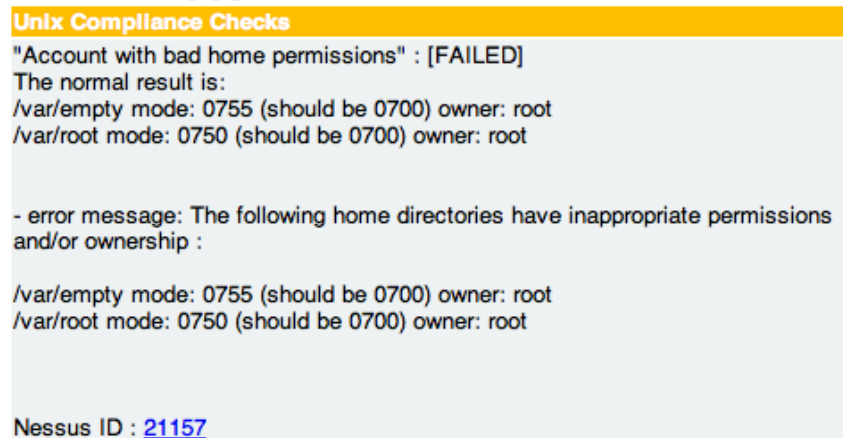 Unix Compliance Checks
"Account with bad home permissions" : [FAILED]
The normal result is:
/var/empty mode: 0755 (should be 0700) owner: root
/var/root mode: 0750 (should be 0700) owner: root
- error message: The following home directories have inappropriate permissions
and/or ownership :
/var/empty mode: 0755 (should be 0700) owner: root
/var/root mode: 0750 (should be 0700) owner: root
Nessus ID : 21157